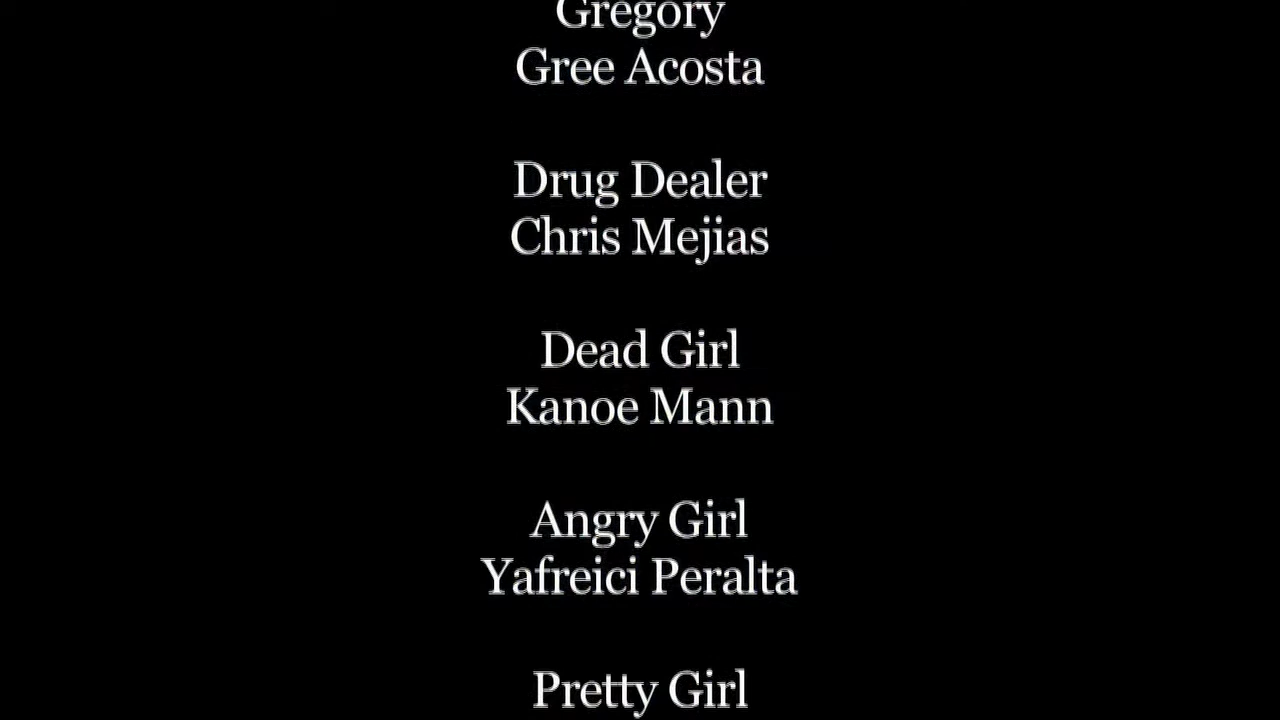 Gregory
Gree Acosta
Drug Dealer
Chris Mejias
Dead Girl
Kanoe Mann
Angry Girl
Yafreici Peralta
Pretty Girl